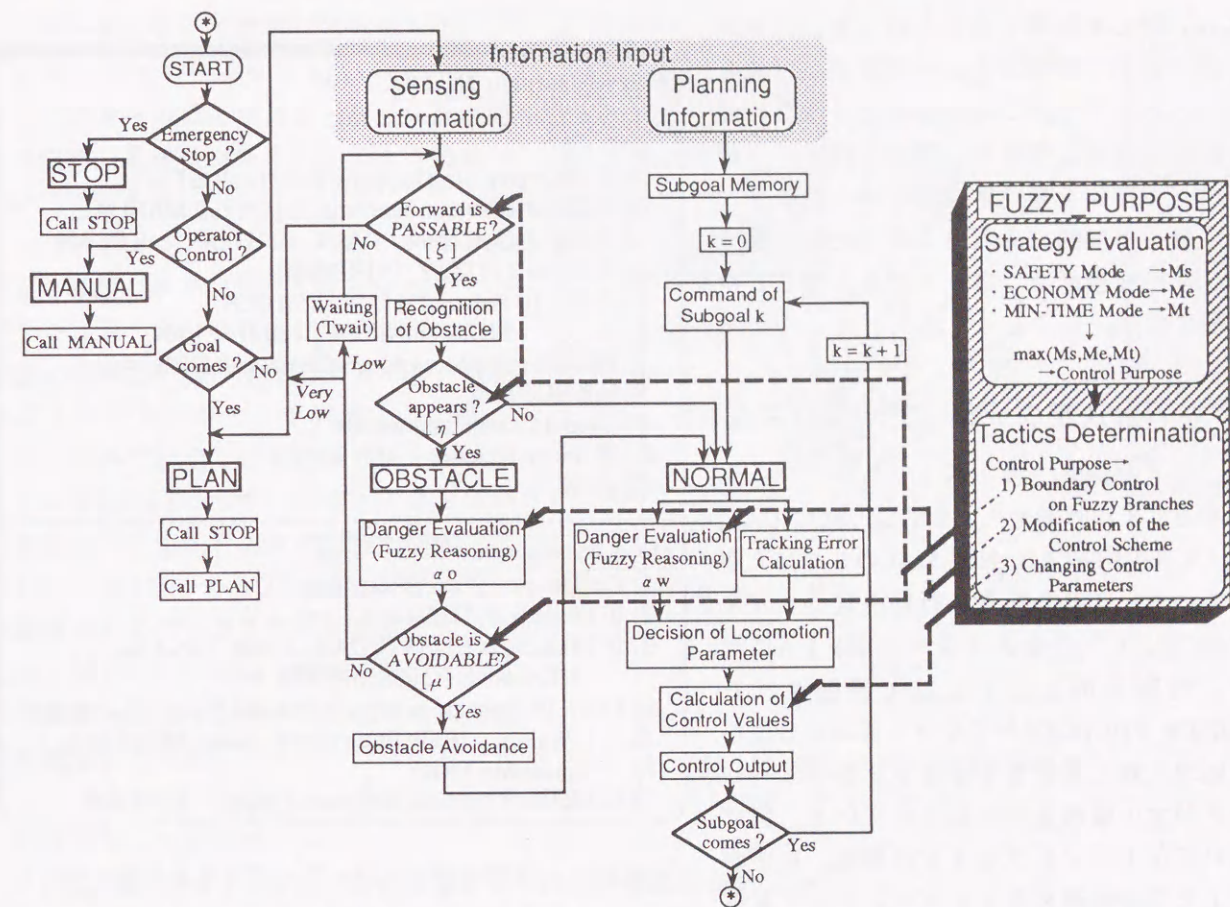 *
START
Emergency
Stop ?
Yes
No
STOP
Call STOP
Operator
Control ?
Yes
No
MANUAL
Call MANUAL
Goal
comes ?
No
Yes
PLAN
Call STOP
Call PLAN
Infomation Input
Sensing
Information
Planning
Information
Forward is
PASSABLE?
[ ζ ]
No
Yes
Waiting
(Twait)
Low
Very
Low
Recognition
of Obstacle
Obstacle
appears ?
η ]
No
Yes
OBSTACLE
Danger Evaluation
(Fuzzy Reasoning)
α o
Obstacle is
AVOIDABLE?
[ μ ]
No
Yes
Obstacle Avoidance
Subgoal Memory
k = 0
Command of
Subgoal k
k = k + 1
NORMAL
Danger Evaluation
(Fuzzy Reasoning)
α w
Tracking Error
Calculation
Decision of Locomotion
Parameter
Calculation of
Control Values
Control Output
Subgoal
comes ?
Yes
No
*
FUZZY_PURPOSE
Strategy Evaluation
· SAFETY Mode →Ms
· ECONOMY Mode →Me
· MIN-TIME Mode →Mt
↓
max(Ms,Me,Mt)
→Control Purpose
Tactics Determination
Control Purpose→
1) Boundary Control
on Fuzzy Branches
2) Modification of the
Control Scheme
3) Changing Control
Parameters